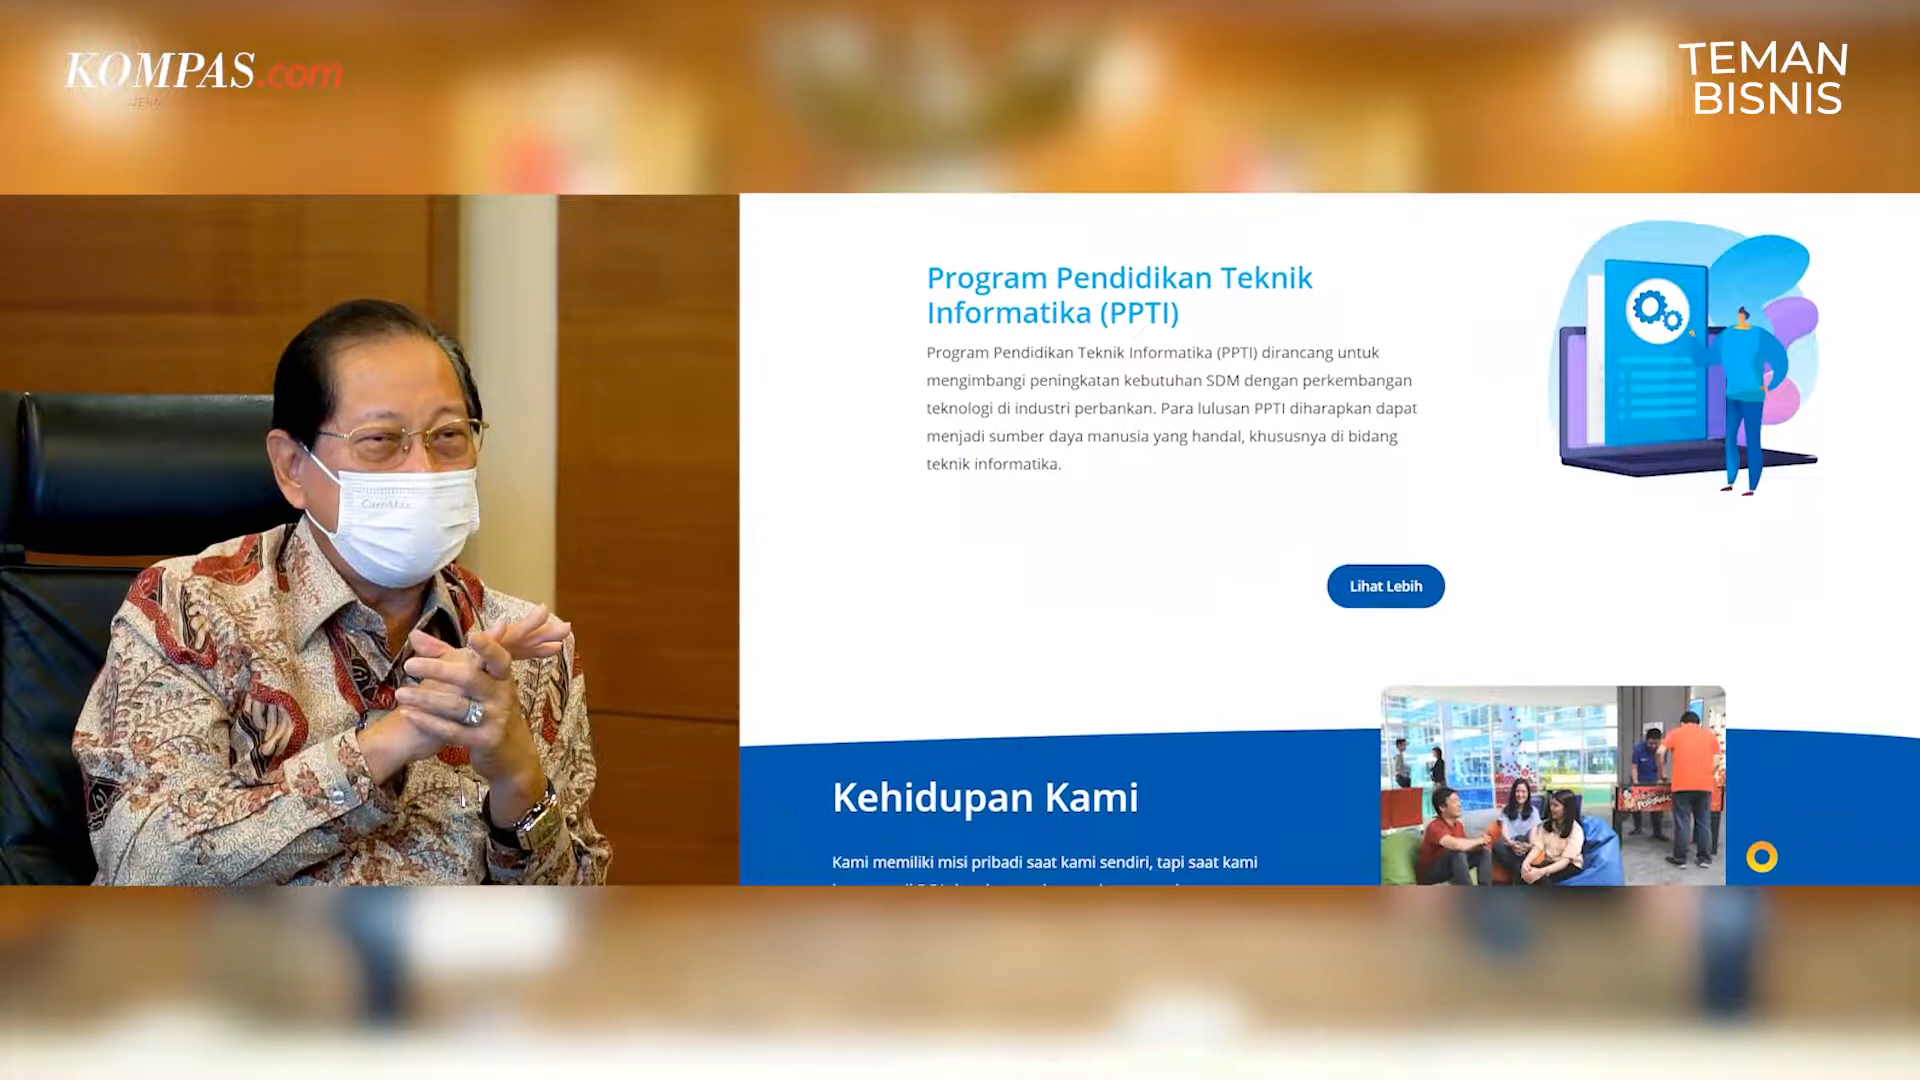 KOMPAS.com
TEMAN
BISNIS
Program Pendidikan Teknik
Informatika (PPTI)
Program Pendidikan Teknik Informatika (PPTI) dirancang untuk
mengimbangi peningkatan kebutuhan SDM dengan perkembangan
teknologi di industri perbankan. Para lulusan PPTI diharapkan dapat
menjadi sumber daya manusia yang handal, khususnya di bidang
teknik informatika.
Lihat Lebih
Kehidupan Kami
Kami memiliki misi pribadi saat kami sendiri, tapi saat kami